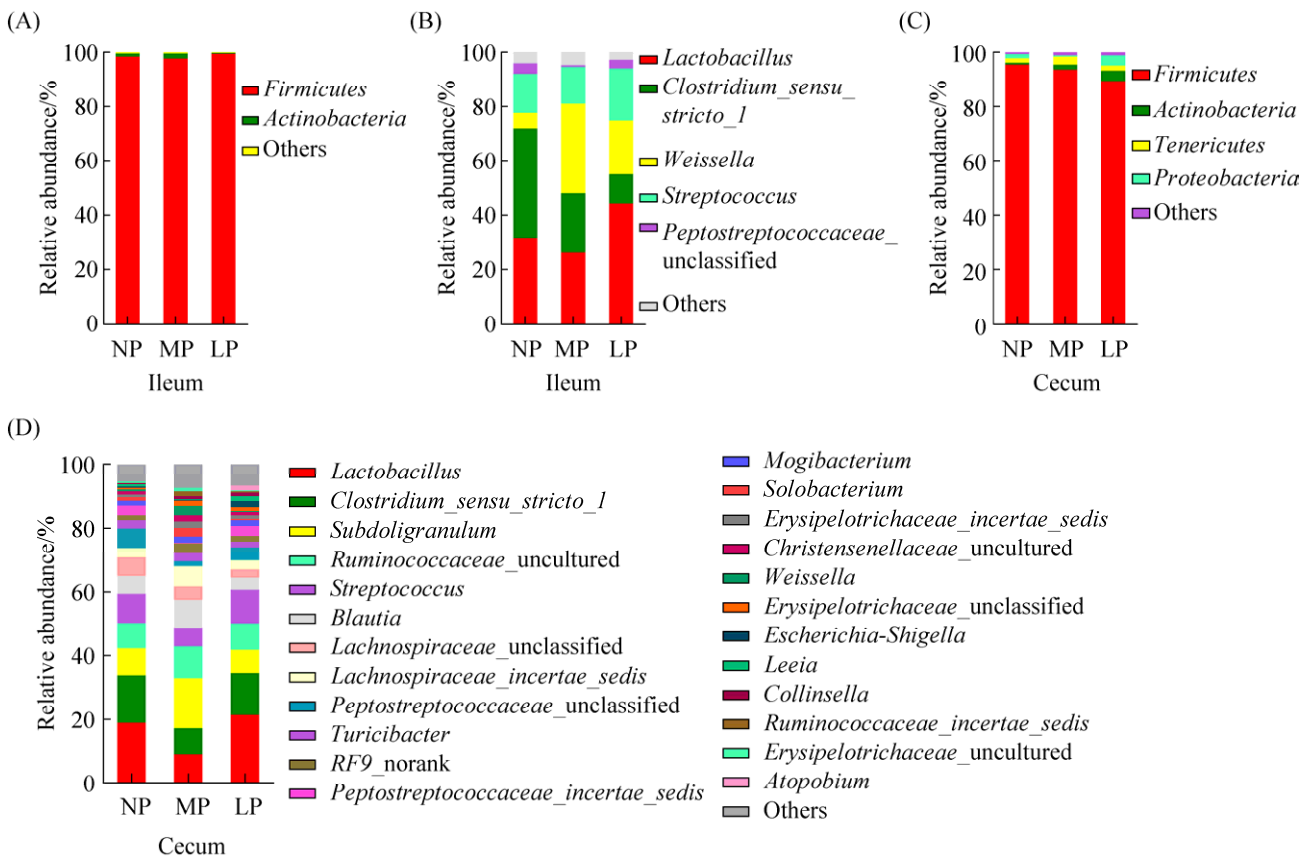 (A)
100
80
60
40
20
0
Relative abundance/%
NP MP LP
Ileum
Firmicutes
Actinobacteria
Others
(B)
100
80
60
40
20
0
Relative abundance/%
NP MP LP
Ileum
Lactobacillus
Clostridium_sensu_
stricto_1
Weissella
Streptococcus
Peptostreptococcaceae_
unclassified
Others
(C)
100
80
60
40
20
0
Relative abundance/%
NP MP LP
Cecum
Firmicutes
Actinobacteria
Tenericutes
Proteobacteria
Others
(D)
100
80
60
40
20
0
Relative abundance/%
NP MP LP
Cecum
Lactobacillus
Clostridium_sensu_stricto_1
Subdoligranulum
Ruminococcaceae_uncultured
Streptococcus
Blautia
Lachnospiraceae_unclassified
Lachnospiraceae_incertae_sedis
Peptostreptococcaceae_unclassified
Turicibacter
RF9_norank
Peptostreptococcaceae_incertae_sedis
Mogibacterium
Solobacterium
Erysipelotrichaceae_incertae_sedis
Christensenellaceae_uncultured
Weissella
Erysipelotrichaceae_unclassified
Escherichia-Shigella
Leeia
Collinsella
Ruminococcaceae_incertae_sedis
Erysipelotrichaceae_uncultured
Atopobium
Others